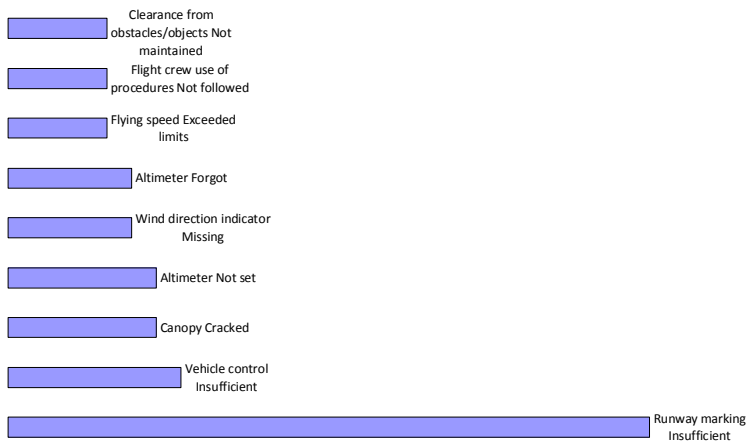 Clearance from
obstacles/objects Not
maintained
Flight crew use of
procedures Not followed
Flying speed Exceeded
limits
Altimeter Forgot
Wind direction indicator
Missing
Altimeter Not set
Canopy Cracked
Vehicle control
Insufficient
Runway marking
Insufficient